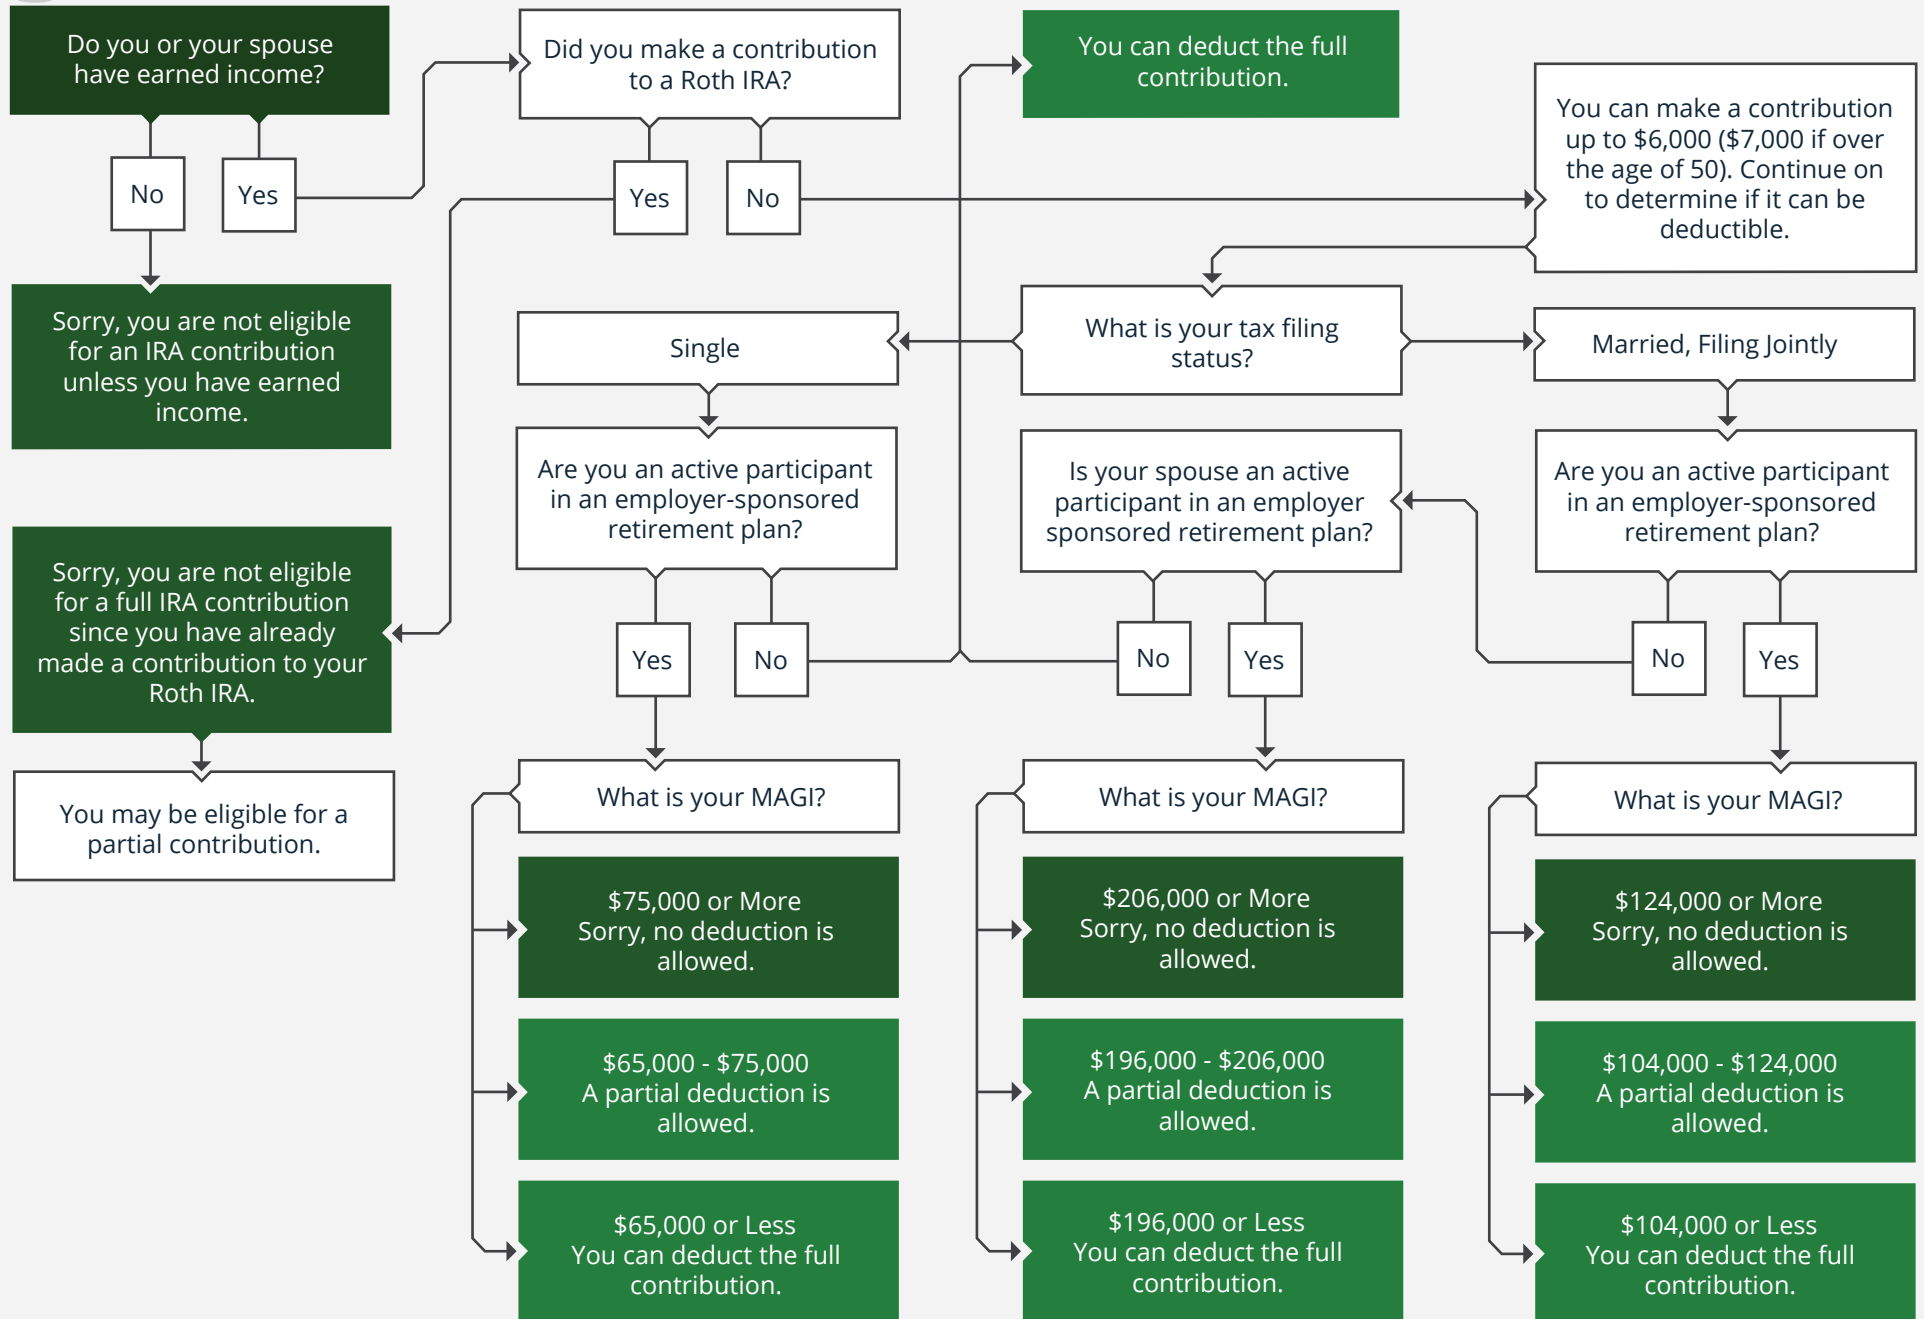 Do you or your spouse
have earned income?
No
Yes
Sorry, you are not eligible
for an IRA contribution
unless you have earned
income.
Did you make a contribution
to a Roth IRA?
Yes
No
Sorry, you are not eligible
for a full IRA contribution
since you have already
made a contribution to your
Roth IRA.
You may be eligible for a
partial contribution.
You can deduct the full
contribution.
You can make a contribution
up to $6,000 ($7,000 if over
the age of 50). Continue on
to determine if it can be
deductible.
What is your tax filing
status?
Single
Married, Filing Jointly
Are you an active participant
in an employer-sponsored
retirement plan?
Yes
No
Is your spouse an active
participant in an employer
sponsored retirement plan?
No
Yes
Are you an active participant
in an employer-sponsored
retirement plan?
No
Yes
What is your MAGI?
$75,000 or More
Sorry, no deduction is
allowed.
$65,000 - $75,000
A partial deduction is
allowed.
$65,000 or Less
You can deduct the full
contribution.
What is your MAGI?
$206,000 or More
Sorry, no deduction is
allowed.
$196,000 - $206,000
A partial deduction is
allowed.
$196,000 or Less
You can deduct the full
contribution.
What is your MAGI?
$124,000 or More
Sorry, no deduction is
allowed.
$104,000 - $124,000
A partial deduction is
allowed.
$104,000 or Less
You can deduct the full
contribution.